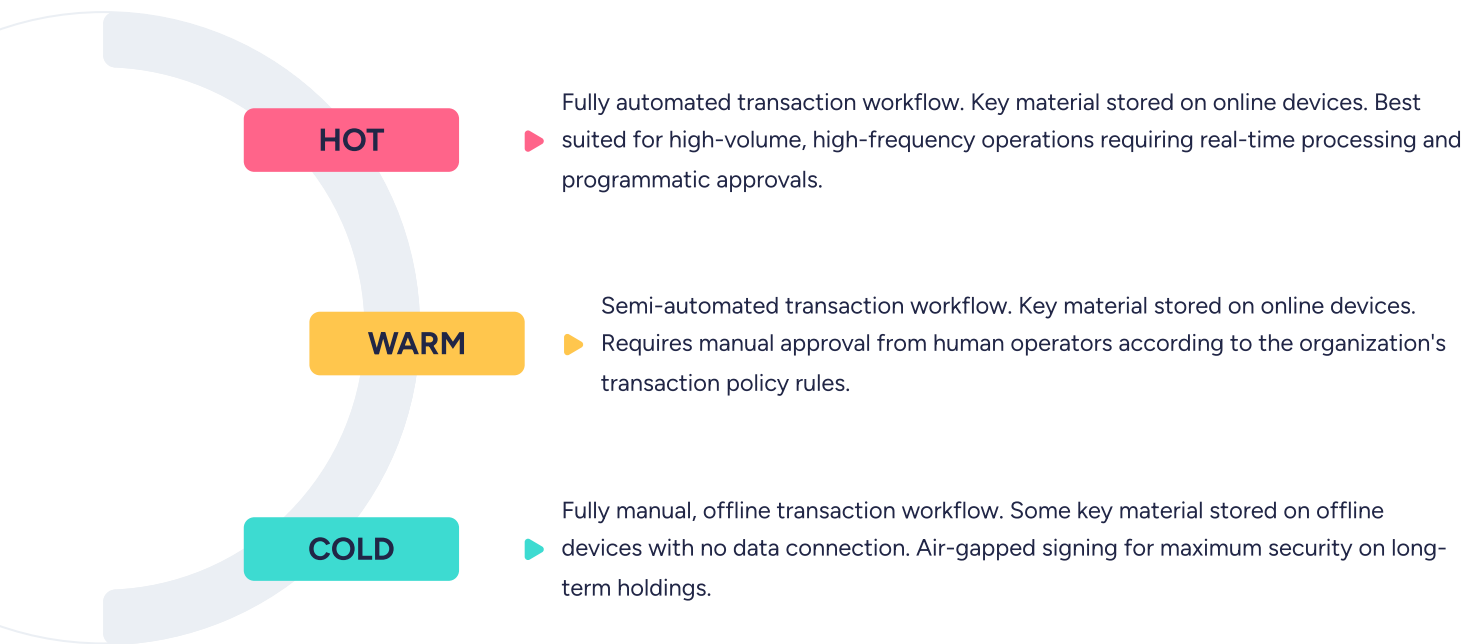 HOT
Fully automated transaction workflow. Key material stored on online devices. Best
suited for high-volume, high-frequency operations requiring real-time processing and
programmatic approvals.
WARM
Semi-automated transaction workflow. Key material stored on online devices.
Requires manual approval from human operators according to the organization's
transaction policy rules.
COLD
Fully manual, offline transaction workflow. Some key material stored on offline
devices with no data connection. Air-gapped signing for maximum security on long-
term holdings.